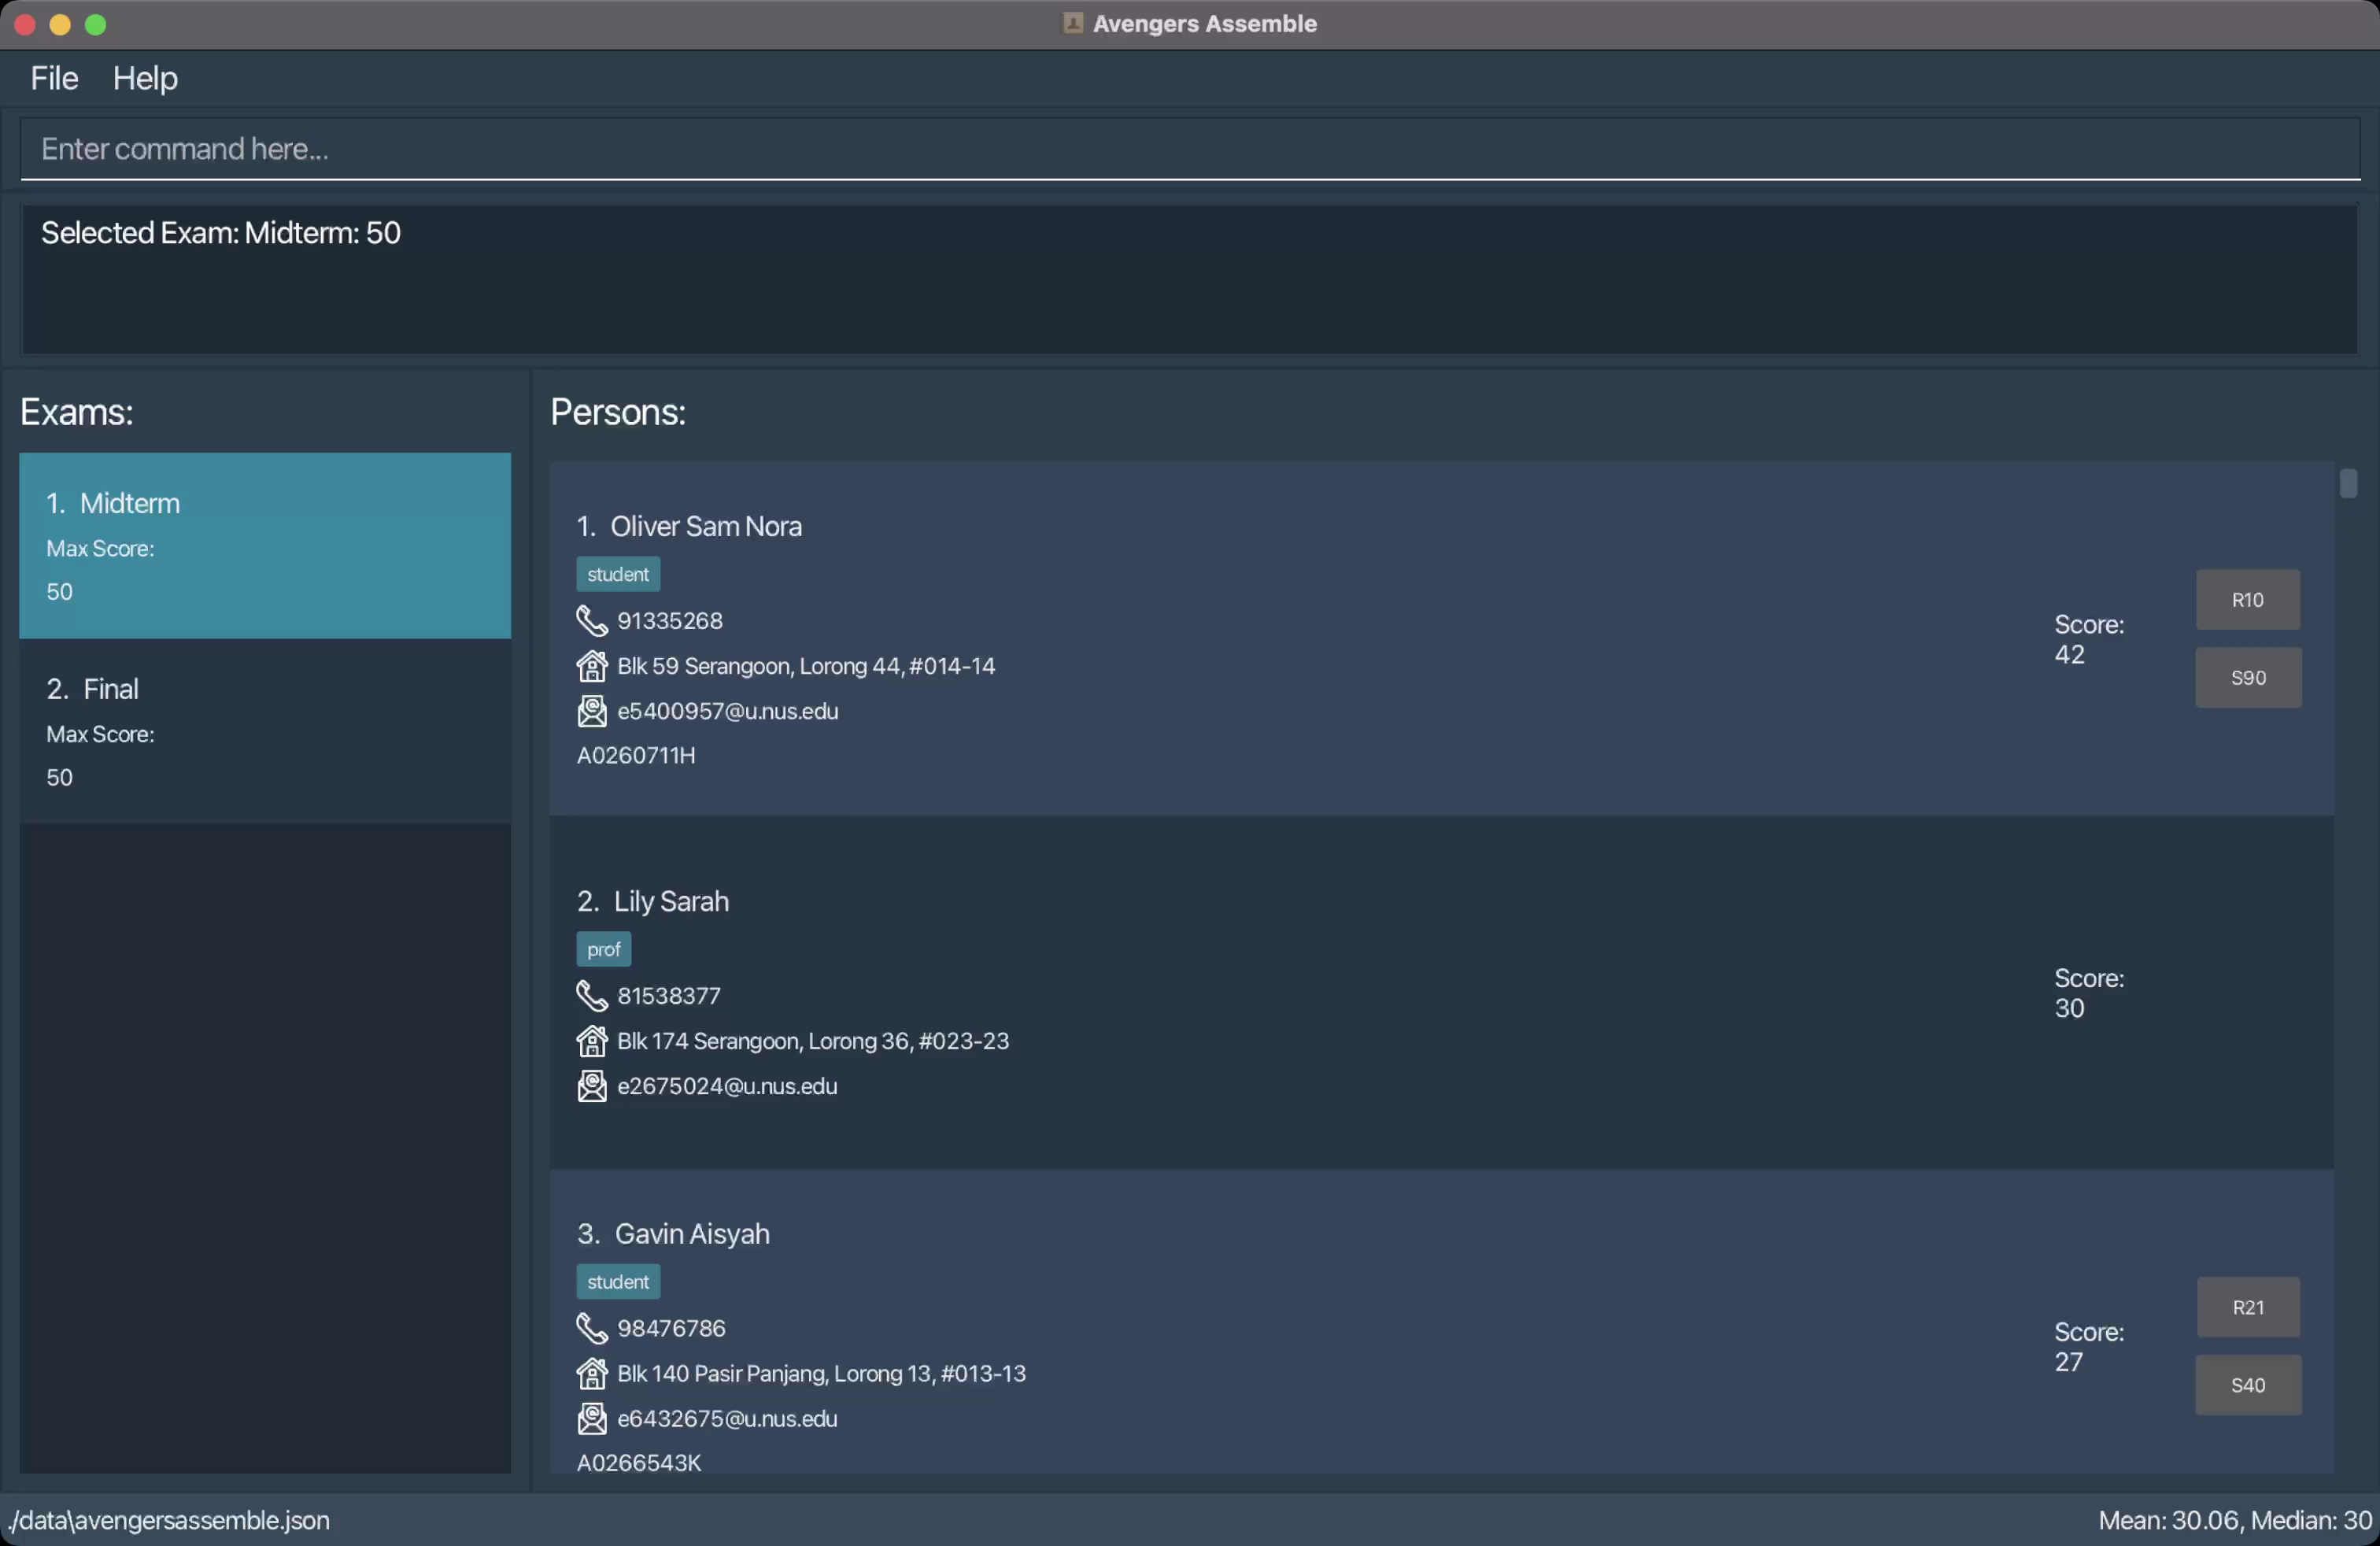 Avengers Assemble
File Help
Enter command here...
Selected Exam: Midterm: 50
Exams:
1. Midterm
Max Score:
50
2. Final
Max Score:
50
Persons:
1. Oliver Sam Nora
student
91335268
Blk 59 Serangoon, Lorong 44, #014-14
e5400957@u.nus.edu
A0260711H
Score:
42
R10
S90
2. Lily Sarah
prof
81538377
Blk 174 Serangoon, Lorong 36, #023-23
e2675024@u.nus.edu
Score:
30
3. Gavin Aisyah
student
98476786
Blk 140 Pasir Panjang, Lorong 13, #013-13
e6432675@u.nus.edu
A0266543K
Score:
27
R21
S40
./data\avengersassemble.json
Mean: 30.06, Median: 30